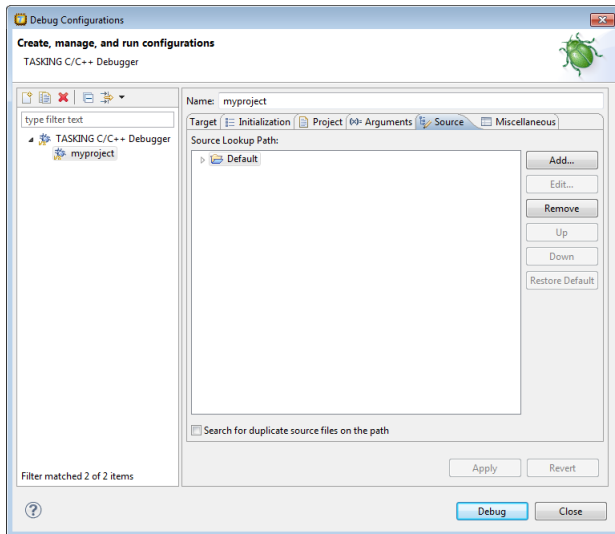 Debug Configurations
Create, manage, and run configurations
TASKING C/C++ Debugger
Name: myproject
type filter text
Target Initialization Project (x)= Arguments Source Miscellaneous
TASKING C/C++ Debugger
myproject
Source Lookup Path:
Default
Add...
Edit...
Remove
Up
Down
Restore Default
Search for duplicate source files on the path
Filter matched 2 of 2 items
Apply Revert
? Debug Close